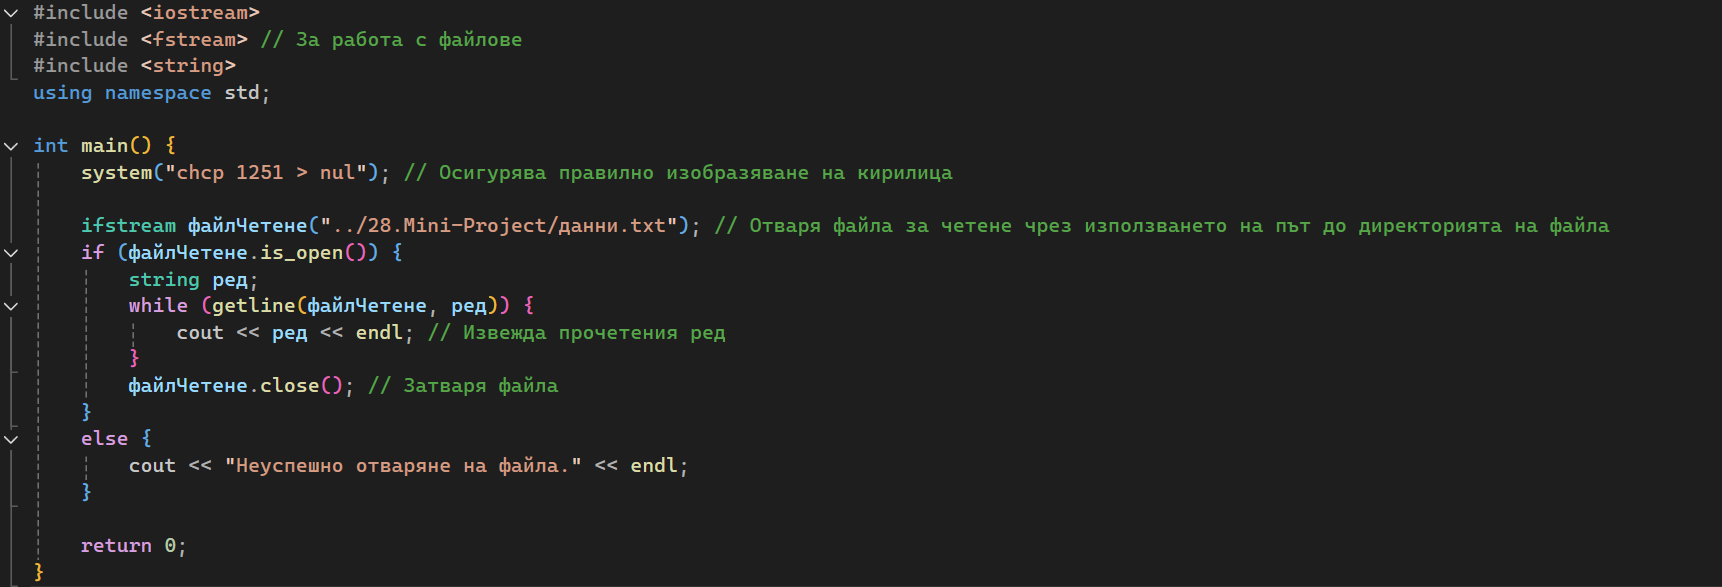 #include <iostream>
#include <fstream> // За работа с файлове
#include <string>
using namespace std;
int main() {
system("chcp 1251 > nul"); // Осигурява правилно изобразяване на кирилица
ifstream файлЧетене("../28.Mini-Project/данни.txt"); // Отваря файла за четене чрез използването на път до директорията на файла
if (файлЧетене.is_open()) {
string ред;
while (getline(файлЧетене, ред)) {
cout << ред << endl; // Извежда прочетения ред
}
файлЧетене.close(); // Затваря файла
}
else {
cout << "Неуспешно отваряне на файла." << endl;
}
return 0;
}